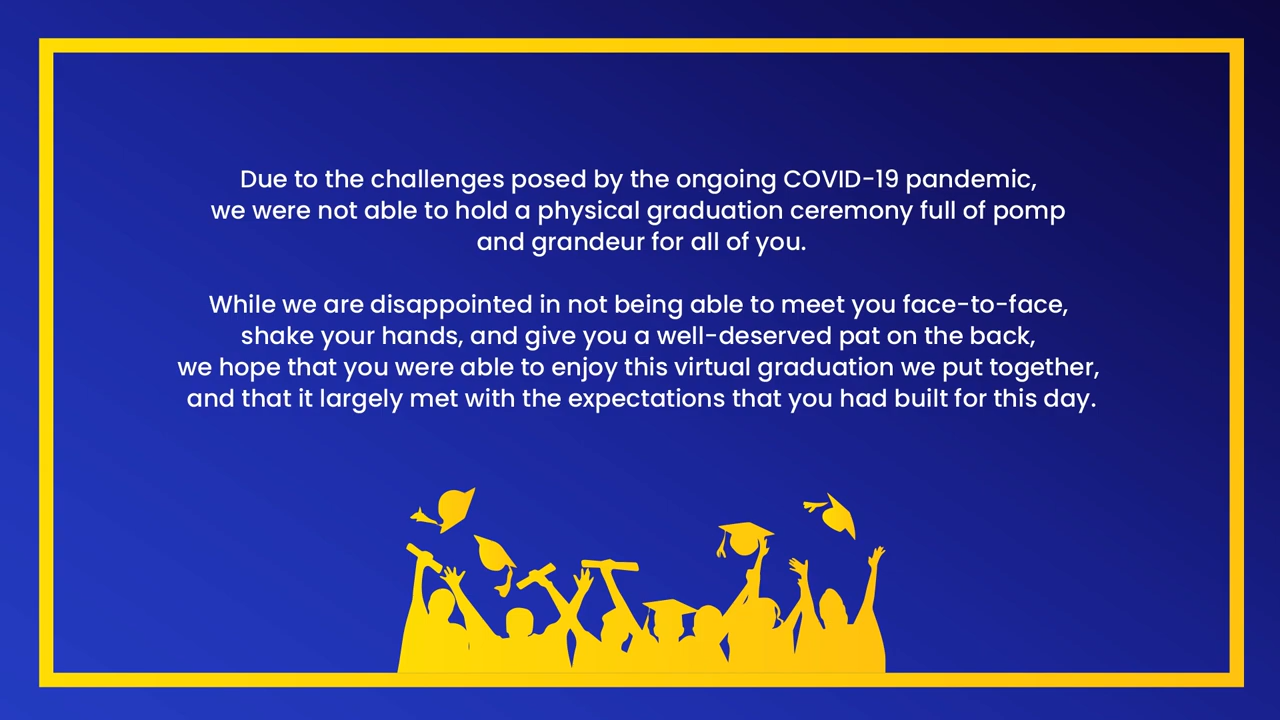 Due to the challenges posed by the ongoing COVID-19 pandemic,
we were not able to hold a physical graduation ceremony full of pomp
and grandeur for all of you.
While we are disappointed in not being able to meet you face-to-face,
shake your hands, and give you a well-deserved pat on the back,
we hope that you were able to enjoy this virtual graduation we put together,
and that it largely met with the expectations that you had built for this day.